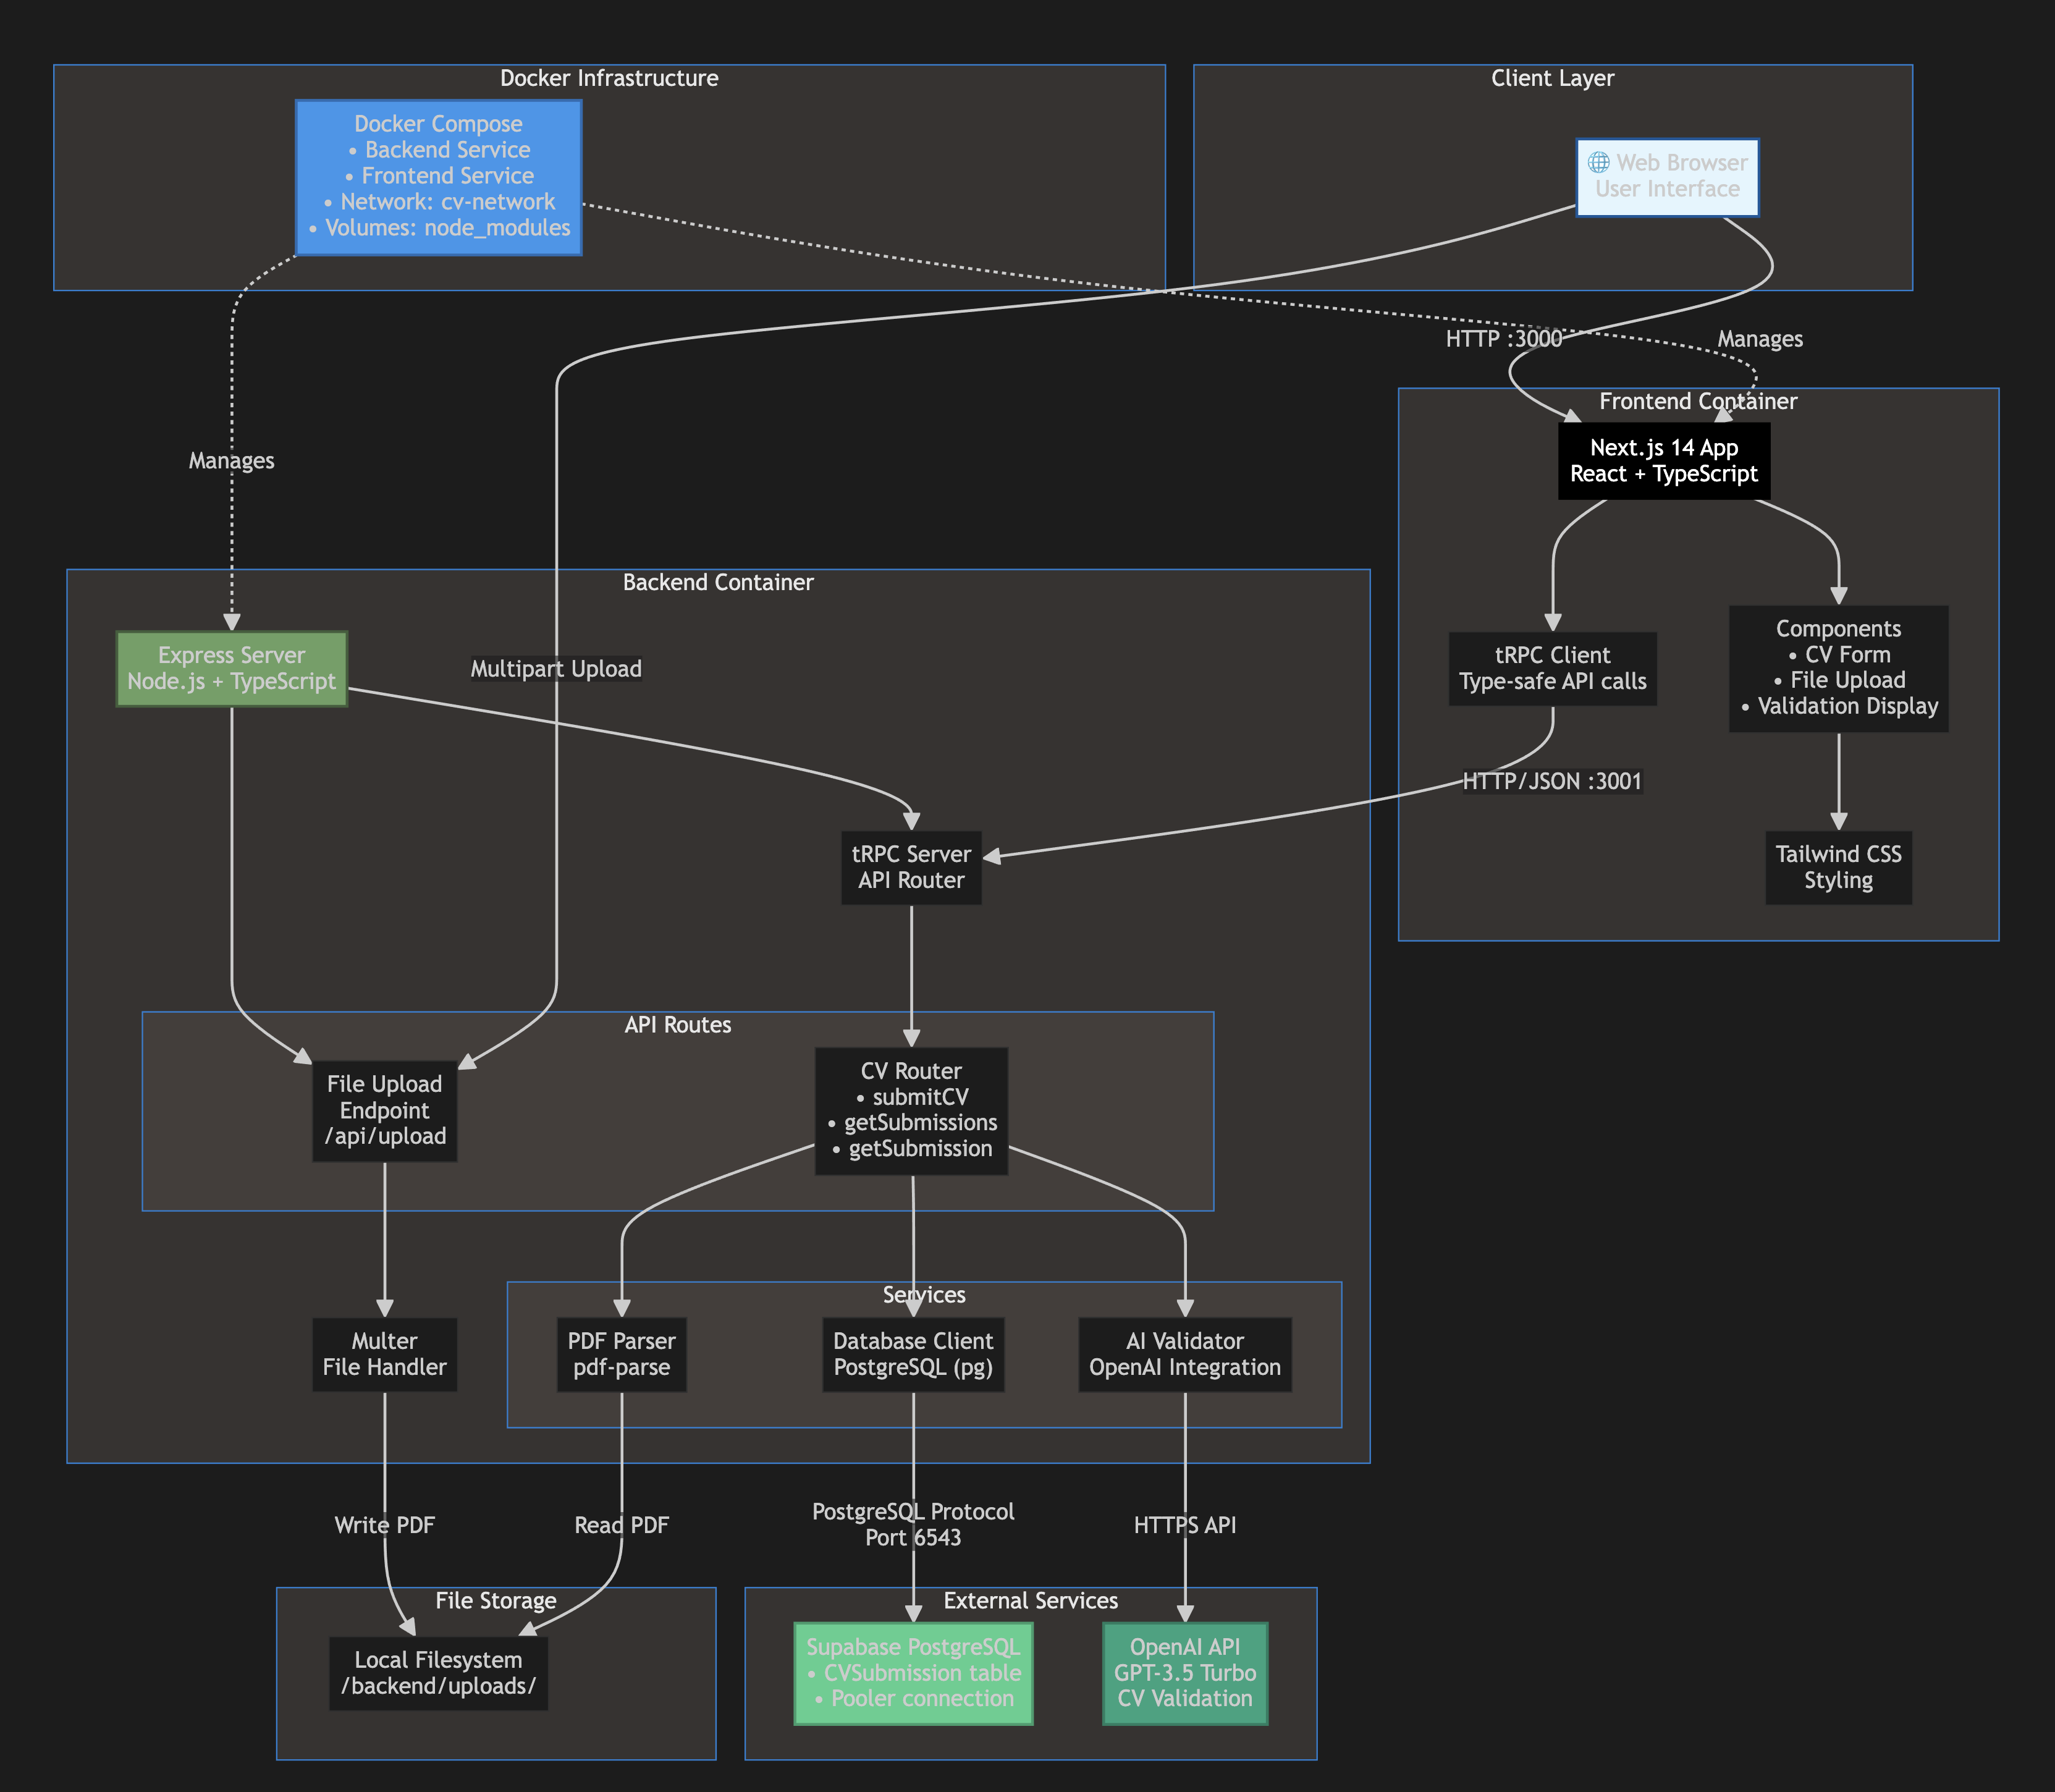 Docker Infrastructure
Docker Compose
• Backend Service
• Frontend Service
• Network: cv-network
• Volumes: node_modules
Client Layer
🌐 Web Browser
User Interface
HTTP :3000
Manages
Manages
Frontend Container
Next.js 14 App
React + TypeScript
tRPC Client
Type-safe API calls
Components
• CV Form
• File Upload
• Validation Display
HTTP/JSON :3001
Tailwind CSS
Styling
Backend Container
Express Server
Node.js + TypeScript
Multipart Upload
tRPC Server
API Router
API Routes
File Upload
Endpoint
/api/upload
CV Router
• submitCV
• getSubmissions
• getSubmission
Services
Multer
File Handler
PDF Parser
pdf-parse
Database Client
PostgreSQL (pg)
AI Validator
OpenAI Integration
Write PDF
Read PDF
PostgreSQL Protocol
Port 6543
HTTPS API
File Storage
Local Filesystem
/backend/uploads/
External Services
Supabase PostgreSQL
• CVSubmission table
• Pooler connection
OpenAI API
GPT-3.5 Turbo
CV Validation